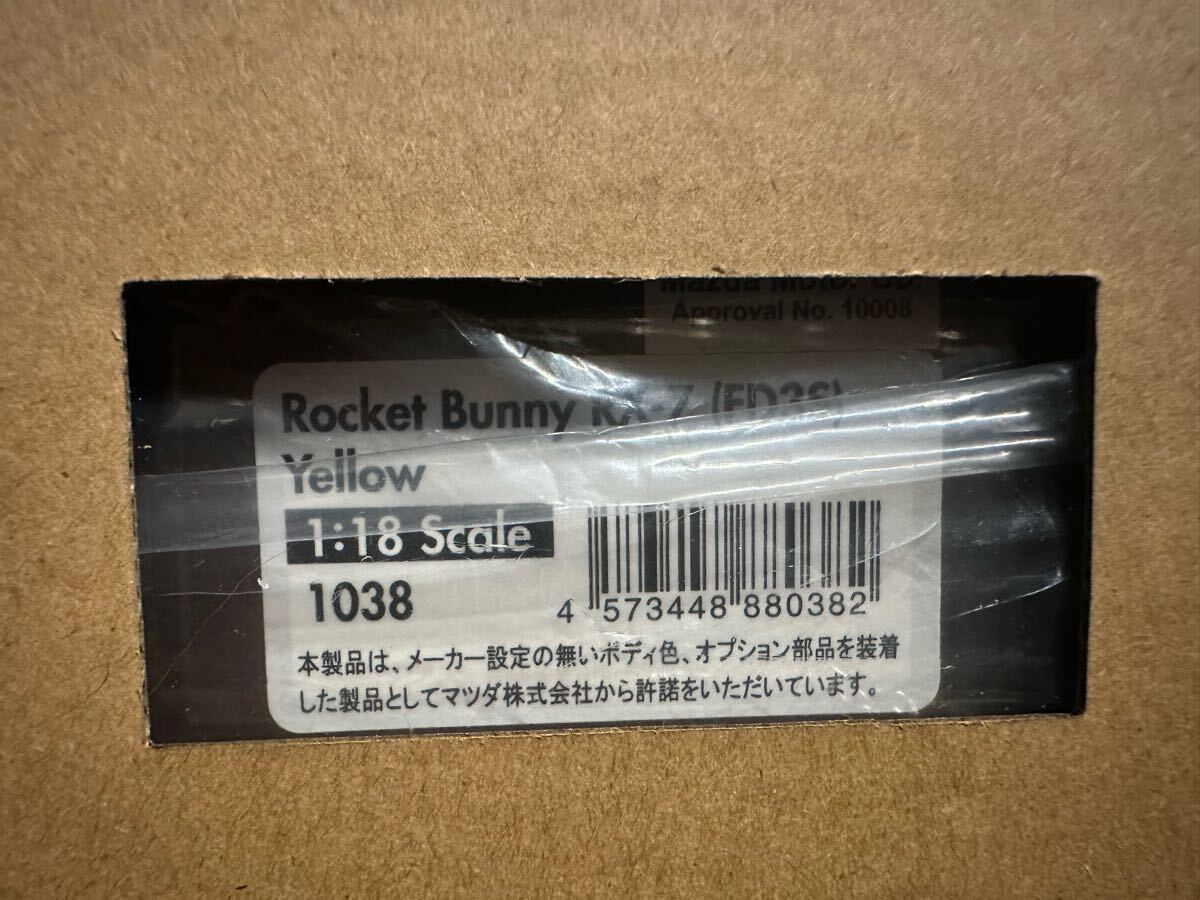 Mazda Motor Co.
Approval No. 10008
Rocket Bunny RX-7 (FD3S)
Yellow
1:18 Scale
1038
4 573448 880382
本製品は、メーカー設定の無いボディ色、オプション部品を装着
した製品としてマツダ株式会社から許諾をいただいています。